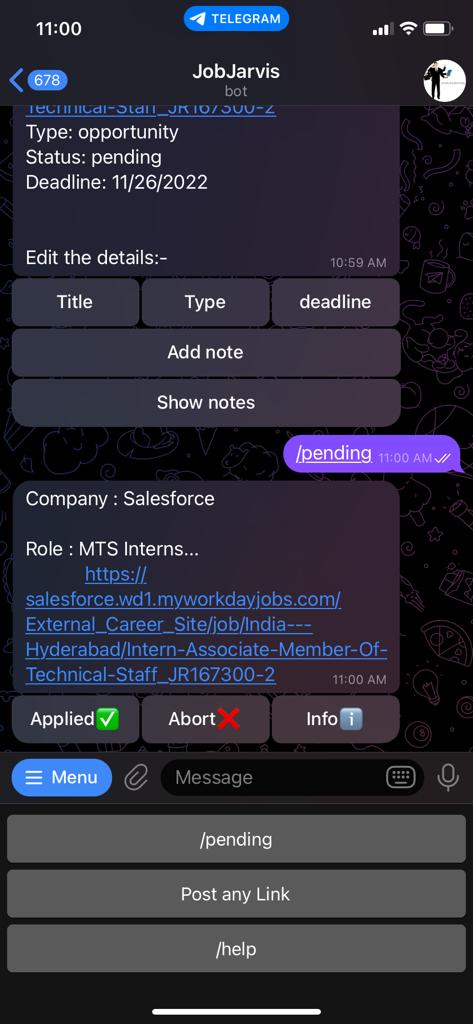 11:00
TELEGRAM
678
JobJarvis
bot
Technical-Staff_JR167300-2
Type: opportunity
Status: pending
Deadline: 11/26/2022
Edit the details:-
10:59 AM
Title
Type
deadline
Add note
Show notes
/pending 11:00 AM
Company : Salesforce
Role : MTS Interns...
https://
salesforce.wd1.myworkdayjobs.com/
External_Career_Site/job/India---
Hyderabad/Intern-Associate-Member-Of-
Technical-Staff_JR167300-2
11:00 AM
Applied✅
Abort❌
Infoℹ️
Menu
Message
/pending
Post any Link
/help